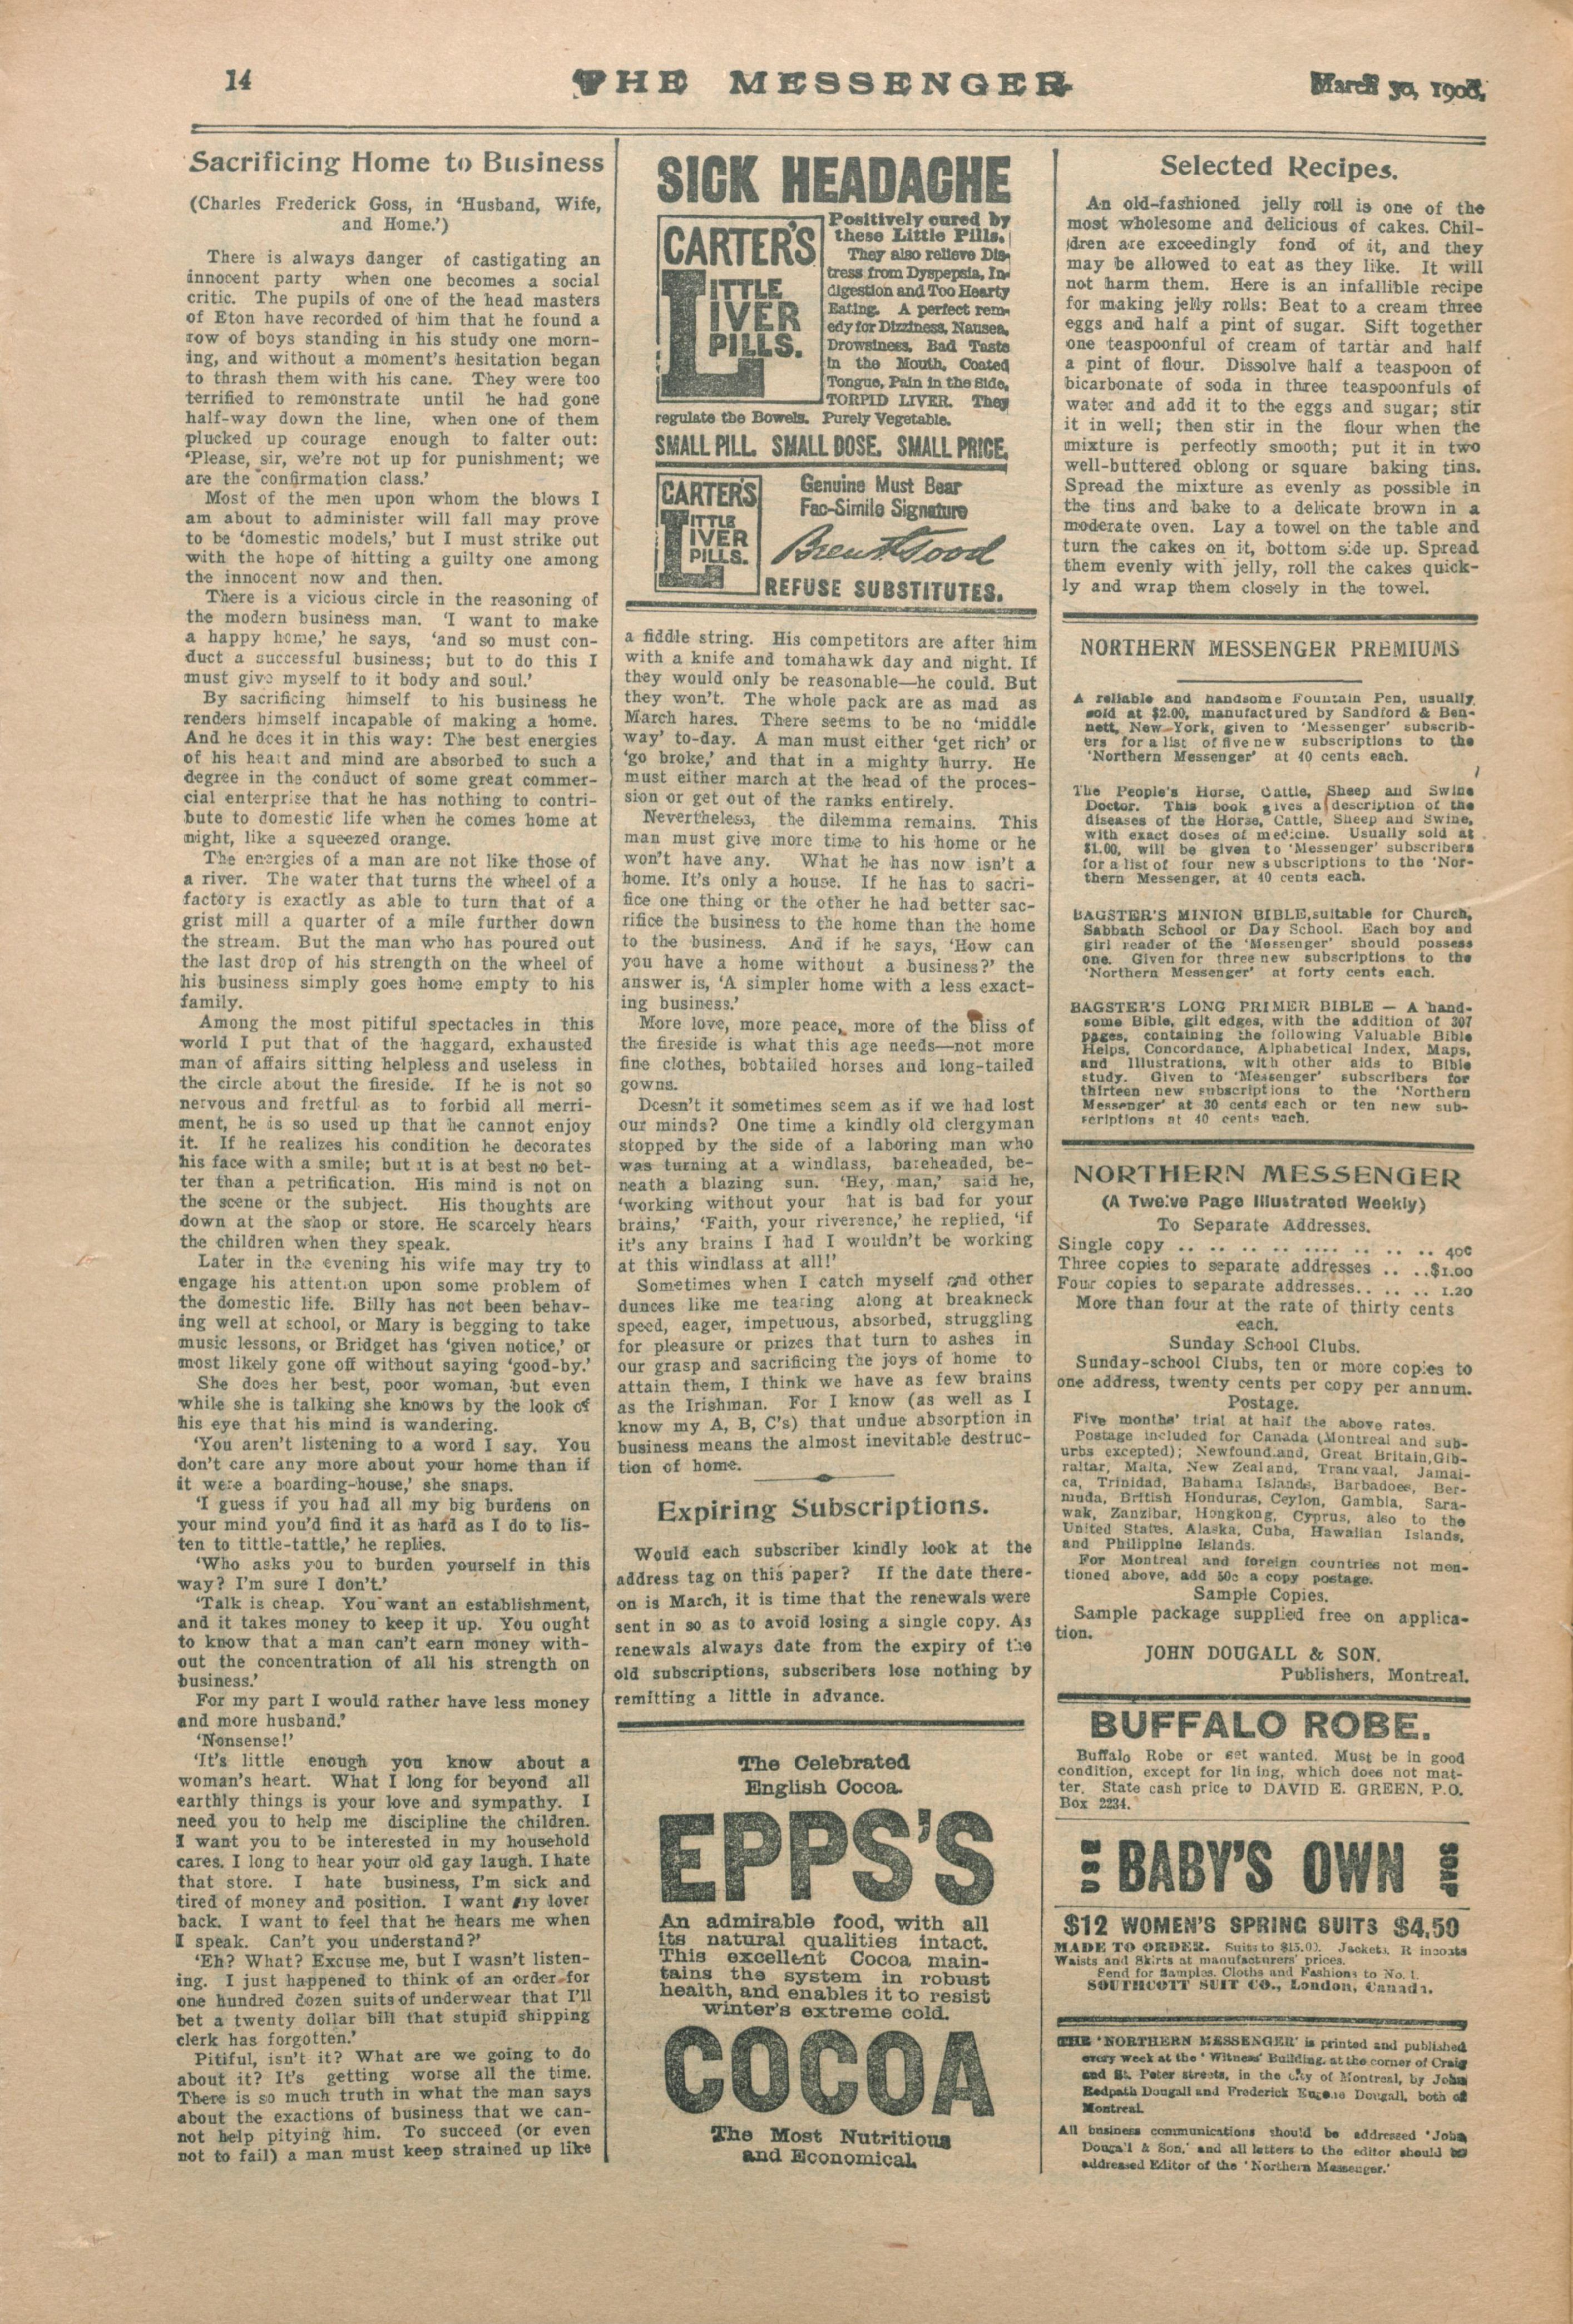 14
THE MESSENGER
March 30, 1906.
Sacrificing Home to Business
(Charles Frederick Goss, in 'Husband, Wife,
and Home.')
There is always danger of castigating an
innocent party when one becomes a social
critic. The pupils of one of the head masters
of Eton have recorded of him that he found a
row of boys standing in his study one morn-
ing, and without a moment's hesitation began
to thrash them with his cane. They were too
terrified to remonstrate until he had gone
half-way down the line, when one of them
plucked up courage enough to falter out:
'Please, sir, we're not up for punishment; we
are the confirmation class.'
Most of the men upon whom the blows I
am about to administer will fall may prove
to be 'domestic models,' but I must strike out
with the hope of hitting a guilty one among
the innocent now and then.
There is a vicious circle in the reasoning of
the modern business man. 'I want to make
a happy home,' he says, 'and so must con-
duct a successful business; but to do this I
must give myself to it body and soul.'
By sacrificing himself to his business he
renders himself incapable of making a home.
And he does it in this way: The best energies
of his heart and mind are absorbed to such a
degree in the conduct of some great commer-
cial enterprise that he has nothing to contri-
bute to domestic life when he comes home at
might, like a squeezed orange.
The energies of a man are not like those of
a river. The water that turns the wheel of a
factory is exactly as able to turn that of a
grist mill a quarter of a mile further down
the stream. But the man who has poured out
the last drop of his strength on the wheel of
his business simply goes home empty to his
family.
Among the most pitiful spectacles in this
world I put that of the haggard, exhausted
man of affairs sitting helpless and useless in
the circle about the fireside. If he is not so
nervous and fretful as to forbid all merri-
ment, he is so used up that he cannot enjoy
it. If he realizes his condition he decorates
his face with a smile; but it is at best no bet-
ter than a petrification. His mind is not on
the scene or the subject. His thoughts are
down at the shop or store. He scarcely hears
the children when they speak.
Later in the evening his wife may try to
engage his attention upon some problem of
the domestic life. Billy has not been behav-
ing well at school, or Mary is begging to take
music lessons, or Bridget has 'given notice,' or
most likely gone off without saying 'good-by.'
She does her best, poor woman, but even
while she is talking she knows by the look of
his eye that his mind is wandering.
'You aren't listening to a word I say. You
don't care any more about your home than if
it were a boarding-house,' she snaps.
'I guess if you had all my big burdens on
your mind you'd find it as hard as I do to lis-
ten to tittle-tattle,' he replies.
'Who asks you to burden yourself in this
way? I'm sure I don't.'
'Talk is cheap. You want an establishment,
and it takes money to keep it up. You ought
to know that a man can't earn money with-
out the concentration of all his strength on
business.'
For my part I would rather have less money
and more husband.'
'Nonsense!'
'It's little enough you know about a
woman's heart. What I long for beyond all
earthly things is your love and sympathy. I
need you to help me discipline the children.
I want you to be interested in my household
cares. I long to hear your old gay laugh. I hate
that store. I hate business, I'm sick and
tired of money and position. I want my lover
back. I want to feel that he hears me when
I speak. Can't you understand?'
'Eh? What? Excuse me, but I wasn't listen-
ing. I just happened to think of an order for
one hundred dozen suits of underwear that I'll
bet a twenty dollar bill that stupid shipping
clerk has forgotten.'
Pitiful, isn't it? What are we going to do
about it? It's getting worse all the time.
There is so much truth in what the man says
about the exactions of business that we can-
not help pitying him. To succeed (or even
not to fail) a man must keep strained up like
SICK HEADACHE
CARTER'S
LITTLE
LIVER
PILLS.
Positively cured by
these Little Pills.
They also relieve Dis-
tress from Dyspepsia, In-
digestion and Too Hearty
Eating. A perfect rem-
edy for Dizziness, Nausea,
Drowsiness, Bad Taste
in the Mouth, Coated
Tongue, Pain in the Side,
TORPID LIVER. They
regulate the Bowels. Purely Vegetable.
SMALL PILL. SMALL DOSE. SMALL PRICE.
CARTER'S
LITTLE
LIVER
PILLS.
Genuine Must Bear
Fac-Simile Signature
Brent Good
REFUSE SUBSTITUTES.
a fiddle string. His competitors are after him
with a knife and tomahawk day and night. If
they would only be reasonable—he could. But
they won't. The whole pack are as mad as
March hares. There seems to be no 'middle
way' to-day. A man must either 'get rich' or
'go broke,' and that in a mighty hurry. He
must either march at the head of the proces-
sion or get out of the ranks entirely.
Nevertheless, the dilemma remains. This
man must give more time to his home or he
won't have any. What he has now isn't a
home. It's only a house. If he has to sacri-
fice one thing or the other he had better sac-
rifice the business to the home than the home
to the business. And if he says, 'How can
you have a home without a business?' the
answer is, 'A simpler home with a less exact-
ing business.'
More love, more peace, more of the bliss of
the fireside is what this age needs—not more
fine clothes, bobtailed horses and long-tailed
gowns.
Doesn't it sometimes seem as if we had lost
our minds? One time a kindly old clergyman
stopped by the side of a laboring man who
was turning at a windlass, bareheaded, be-
neath a blazing sun. 'Hey, man,' said he,
'working without your hat is bad for your
brains,' 'Faith, your riverence,' he replied, 'if
it's any brains I had I wouldn't be working
at this windlass at all!'
Sometimes when I catch myself and other
dunces like me tearing along at breakneck
speed, eager, impetuous, absorbed, struggling
for pleasure or prizes that turn to ashes in
our grasp and sacrificing the joys of home to
attain them, I think we have as few brains
as the Irishman. For I know (as well as I
know my A, B, C's) that undue absorption in
business means the almost inevitable destruc-
tion of home.
Expiring Subscriptions.
Would each subscriber kindly look at the
address tag on this paper? If the date there-
on is March, it is time that the renewals were
sent in so as to avoid losing a single copy. As
renewals always date from the expiry of the
old subscriptions, subscribers lose nothing by
remitting a little in advance.
The Celebrated
English Cocoa.
EPPS'S
An admirable food, with all
its natural qualities intact.
This excellent Cocoa main-
tains the system in robust
health, and enables it to resist
winter's extreme cold.
COCOA
The Most Nutritious
and Economical.
Selected Recipes.
An old-fashioned jelly roll is one of the
most wholesome and delicious of cakes. Chil-
dren are exceedingly fond of it, and they
may be allowed to eat as they like. It will
not harm them. Here is an infallible recipe
for making jelly rolls: Beat to a cream three
eggs and half a pint of sugar. Sift together
one teaspoonful of cream of tartar and half
a pint of flour. Dissolve half a teaspoon of
bicarbonate of soda in three teaspoonfuls of
water and add it to the eggs and sugar; stir
it in well; then stir in the flour when the
mixture is perfectly smooth; put it in two
well-buttered oblong or square baking tins.
Spread the mixture as evenly as possible in
the tins and bake to a delicate brown in a
moderate oven. Lay a towel on the table and
turn the cakes on it, bottom side up. Spread
them evenly with jelly, roll the cakes quick-
ly and wrap them closely in the towel.
NORTHERN MESSENGER PREMIUMS
A reliable and handsome Fountain Pen, usually
sold at $2.00, manufactured by Sandford & Ben-
nett, New York, given to 'Messenger' subscrib-
ers for a list of five new subscriptions to the
'Northern Messenger' at 40 cents each.
The People's Horse, Cattle, Sheep and Swine
Doctor. This book gives a description of the
diseases of the Horse, Cattle, Sheep and Swine,
with exact doses of medicine. Usually sold at
$1.00, will be given to 'Messenger' subscribers
for a list of four new subscriptions to the 'Nor-
thern Messenger, at 40 cents each.
BAGSTER'S MINION BIBLE, suitable for Church,
Sabbath School or Day School. Each boy and
girl reader of the 'Messenger' should possess
one. Given for three new subscriptions to the
'Northern Messenger' at forty cents each.
BAGSTER'S LONG PRIMER BIBLE — A hand-
some Bible, gilt edges, with the addition of 307
pages, containing the following Valuable Bible
Helps, Concordance, Alphabetical Index, Maps,
and Illustrations, with other aids to Bible
study. Given to 'Messenger' subscribers for
thirteen new subscriptions to the 'Northern
Messenger' at 30 cents each or ten new sub-
scriptions at 40 cents each.
NORTHERN MESSENGER
(A Twelve Page Illustrated Weekly)
To Separate Addresses.
Single copy .. .. .. .. .... .. .. .. 40c
Three copies to separate addresses .. ..$1.00
Four copies to separate addresses.. .. .. 1.20
More than four at the rate of thirty cents
each.
Sunday School Clubs.
Sunday-school Clubs, ten or more copies to
one address, twenty cents per copy per annum.
Postage.
Five months' trial at half the above rates.
Postage included for Canada (Montreal and sub-
urbs excepted); Newfoundland, Great Britain, Gib-
raltar, Malta, New Zealand, Transvaal, Jamai-
ca, Trinidad, Bahama Islands, Barbadoes, Ber-
muda, British Honduras, Ceylon, Gambia, Sara-
wak, Zanzibar, Hongkong, Cyprus, also to the
United States, Alaska, Cuba, Hawaiian Islands,
and Philippine Islands.
For Montreal and foreign countries not men-
tioned above, add 50c a copy postage.
Sample Copies.
Sample package supplied free on applica-
tion.
JOHN DOUGALL & SON.
Publishers, Montreal.
BUFFALO ROBE.
Buffalo Robe or set wanted. Must be in good
condition, except for lining, which does not mat-
ter. State cash price to DAVID E. GREEN, P.O.
Box 2234.
USE BABY'S OWN SOAP
$12 WOMEN'S SPRING SUITS $4.50
MADE TO ORDER. Suits to $15.00. Jackets, Raincoats
Waists and Skirts at manufacturers' prices.
Send for Samples, Cloths and Fashions to No. 1.
SOUTHCOTT SUIT CO., London, Canada.
THE 'NORTHERN MESSENGER' is printed and published
every week at the 'Witness' Building, at the corner of Craig
and St. Peter streets, in the city of Montreal, by John
Redpath Dougall and Frederick Eugene Dougall, both of
Montreal.
All business communications should be addressed 'John
Dougall & Son,' and all letters to the editor should be
addressed Editor of the 'Northern Messenger.'